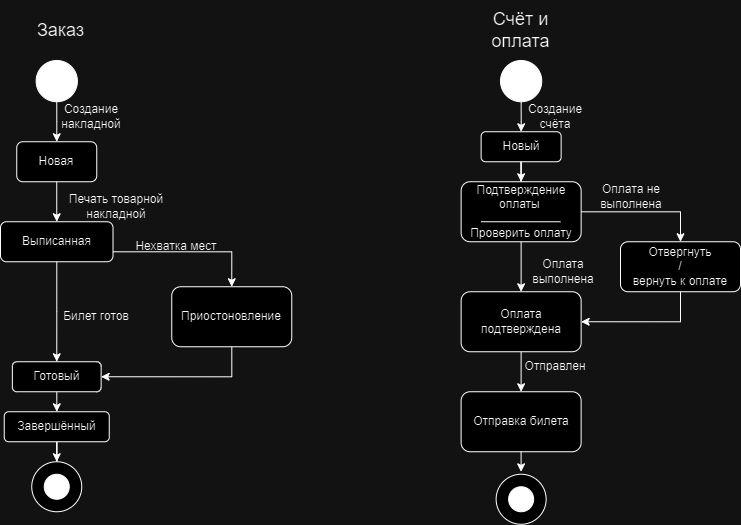 Заказ
Создание
накладной
Новая
Печать товарной
накладной
Выписанная
Нехватка мест
Билет готов
Приостоновление
Готовый
Завершённый
Счёт и
оплата
Создание
счёта
Новый
Подтверждение
оплаты
Проверить оплату
Оплата не
выполнена
Отвергнуть
/
вернуть к оплате
Оплата
выполнена
Оплата
подтверждена
Отправлен
Отправка билета